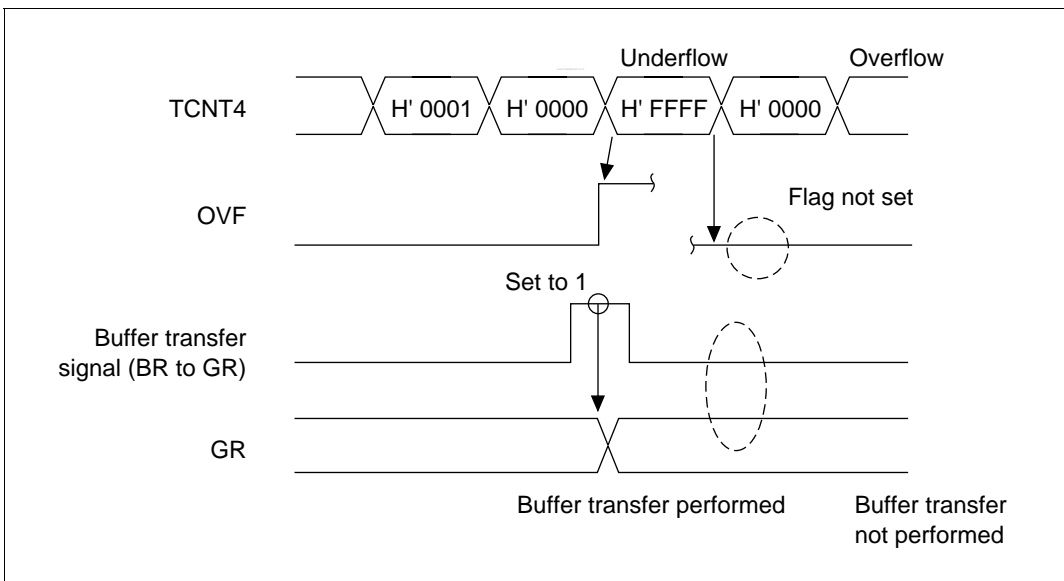 Underflow
Overflow
TCNT4
H' 0001
H' 0000
H' FFFF
H' 0000
OVF
Flag not set
Set to 1
Buffer transfer
signal (BR to GR)
GR
Buffer transfer performed
Buffer transfer
not performed